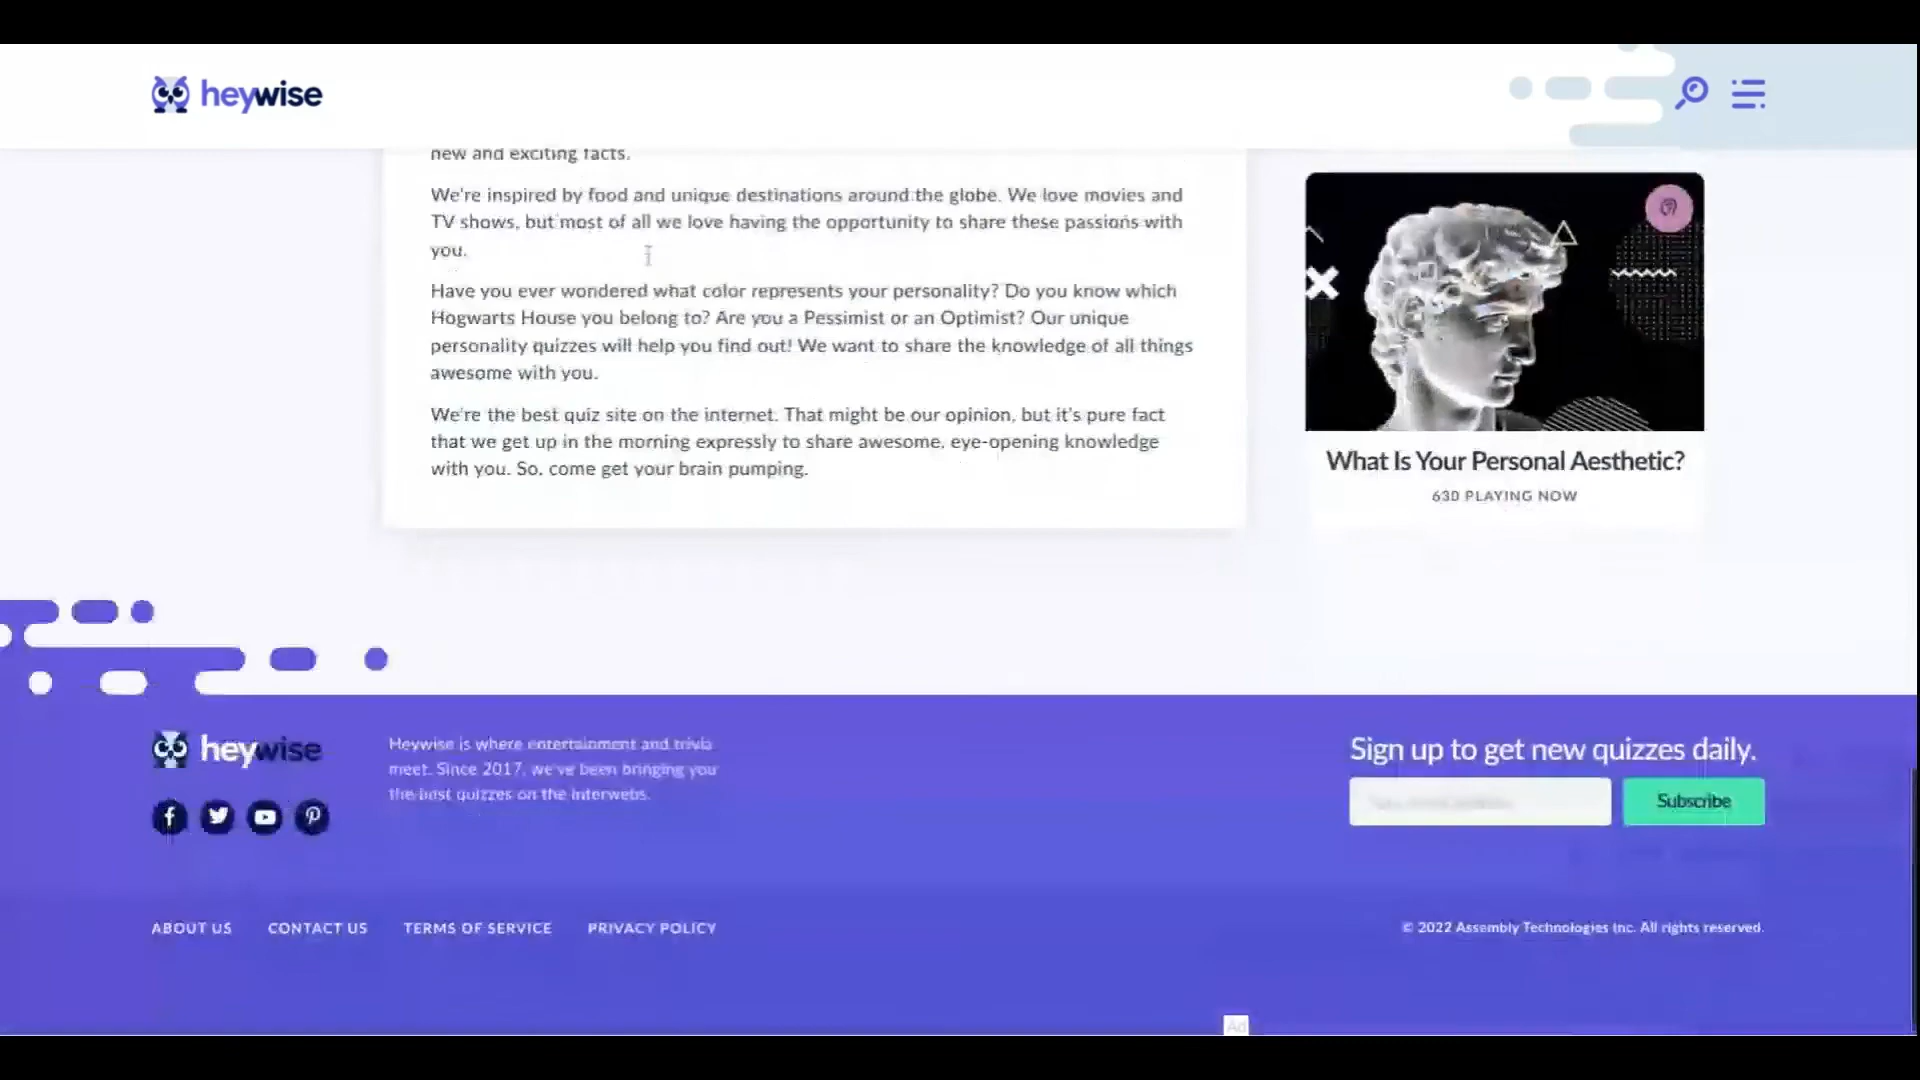 heywise
new and exciting facts.
We're inspired by food and unique destinations around the globe. We love movies and
TV shows, but most of all we love having the opportunity to share these passions with
you.
Have you ever wondered what color represents your personality? Do you know which
Hogwarts House you belong to? Are you a Pessimist or an Optimist? Our unique
personality quizzes will help you find out! We want to share the knowledge of all things
awesome with you.
We're the best quiz site on the internet. That might be our opinion, but it's pure fact
that we get up in the morning expressly to share awesome, eye-opening knowledge
with you. So, come get your brain pumping.
What Is Your Personal Aesthetic?
630 PLAYING NOW
heywise
Heywise is where entertainment and trivia
meet. Since 2017, we've been bringing you
the best quizzes on the interwebs.
Sign up to get new quizzes daily.
Subscribe
ABOUT US CONTACT US TERMS OF SERVICE PRIVACY POLICY
© 2022 Assembly Technologies Inc. All rights reserved.
Ad